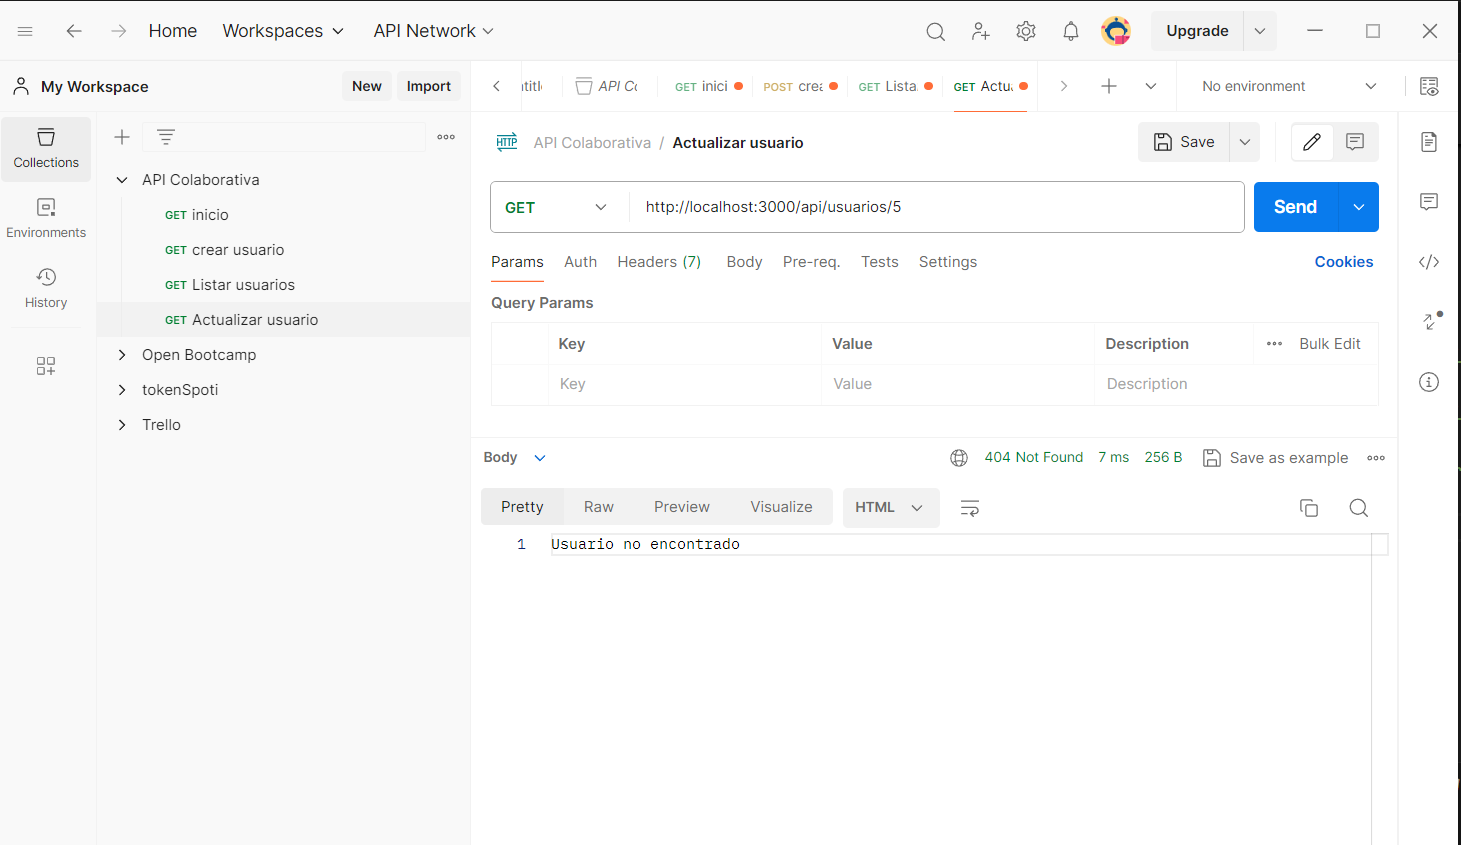 Home Workspaces API Network Upgrade
My Workspace New Import
API Co GET inici POST crea GET Lista. GET Actu. No environment
Collections
Environments
History
API Colaborativa
GET inicio
GET crear usuario
GET Listar usuarios
GET Actualizar usuario
Open Bootcamp
tokenSpoti
Trello
HTTP API Colaborativa / Actualizar usuario Save
GET http://localhost:3000/api/usuarios/5 Send
Params Auth Headers (7) Body Pre-req. Tests Settings Cookies
Query Params
Key Value Description Bulk Edit
Key Value Description
Body 404 Not Found 7 ms 256 B Save as example
Pretty Raw Preview Visualize HTML
1 Usuario no encontrado